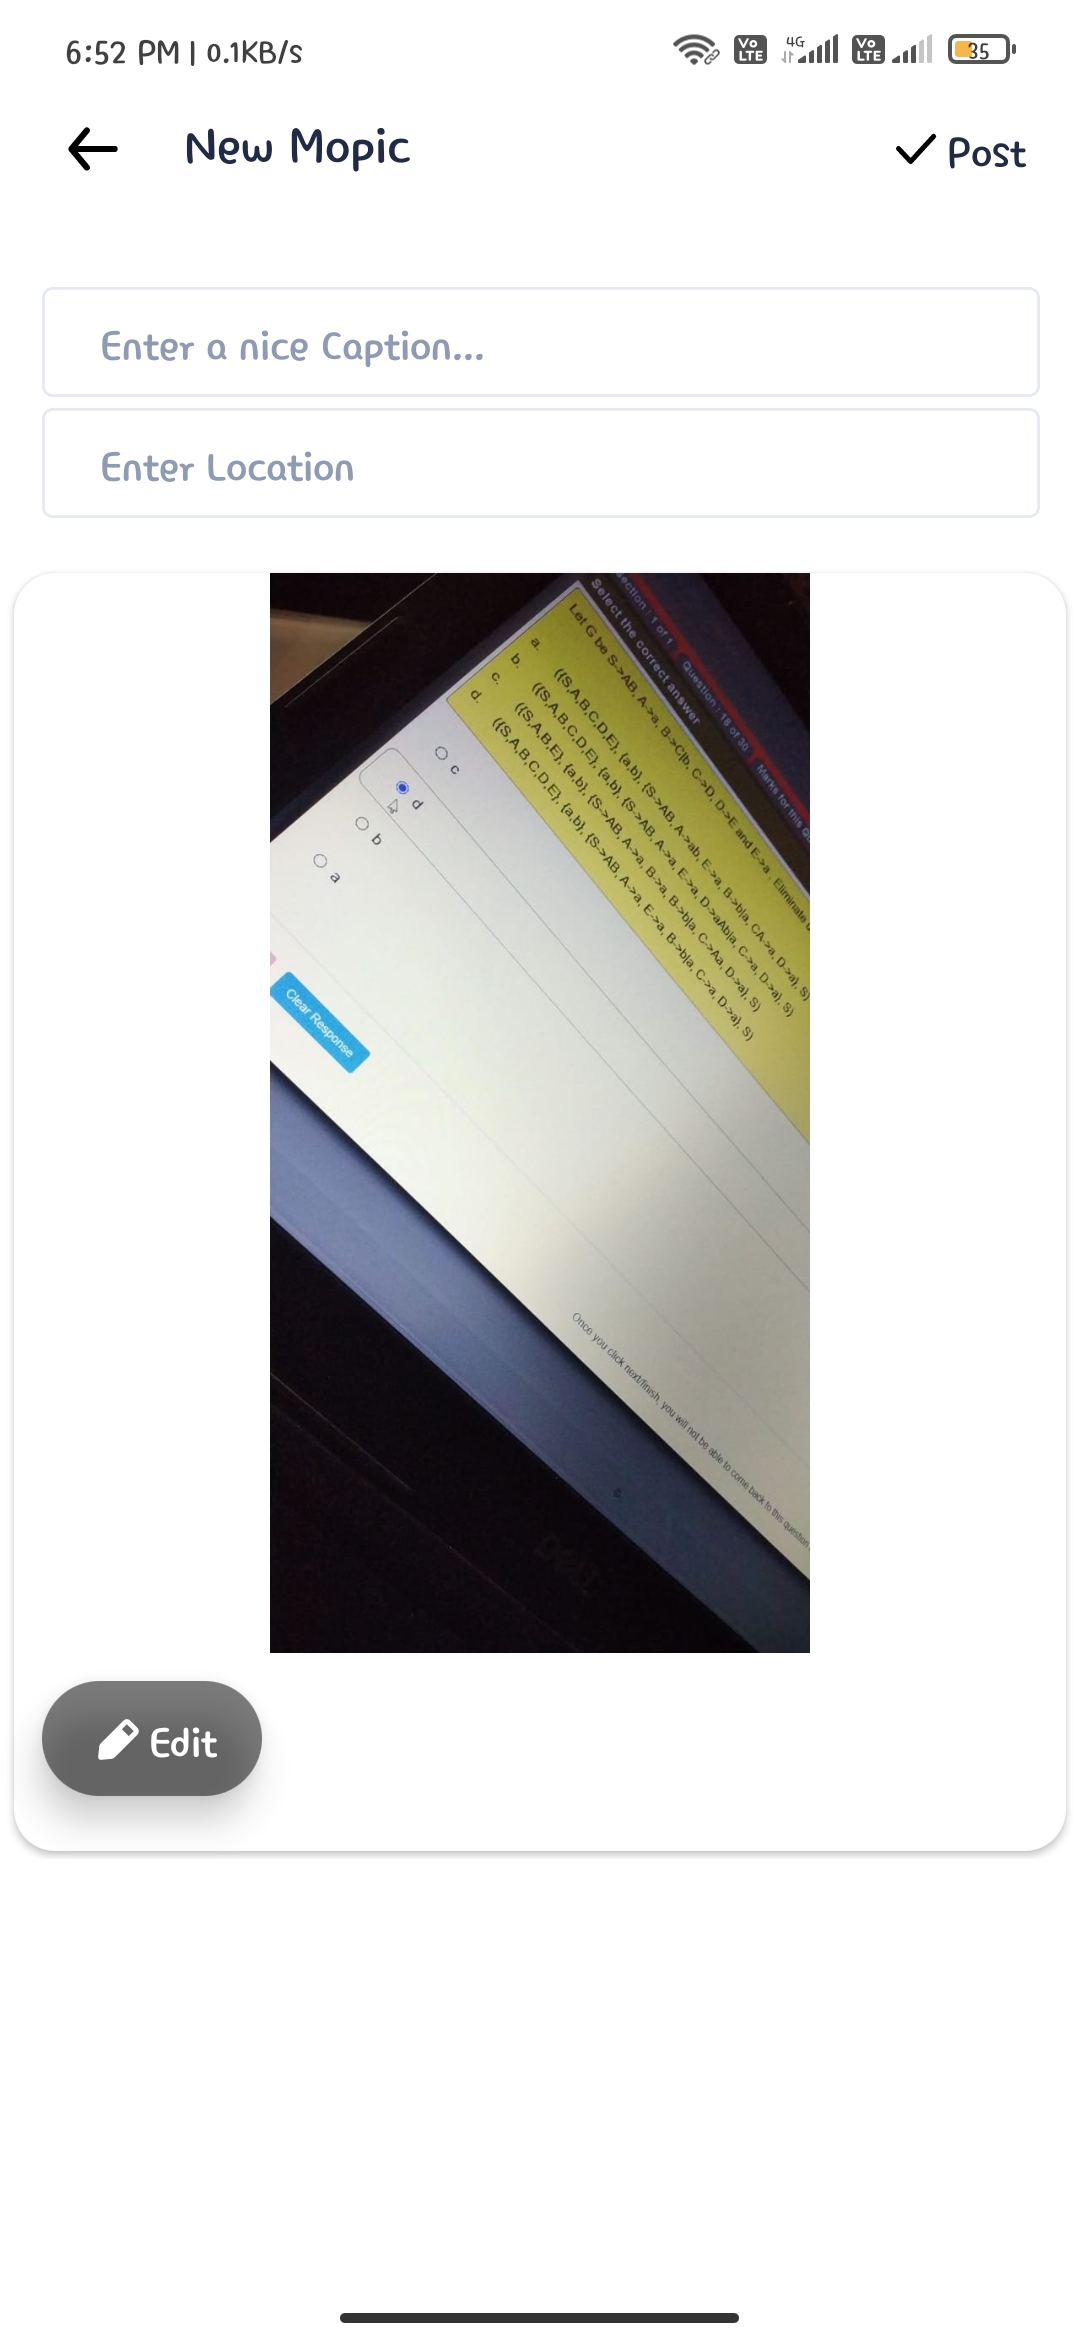 6:52 PM | 0.1KB/s
Vo LTE
4G
Vo LTE
35
New Mopic
Post
Enter a nice Caption...
Enter Location
Section : 1 of 1 Question : 18 of 30 Marks for this
Select the correct answer
Let G be S->AB, A->a, B->C|b, C->D, D->E and E->a . Eliminate
a. ({S,A,B,C,D,E}, {a,b}, {S->AB, A->ab, E->a, B->b|a, CA->a, D->a}, S)
b. ({S,A,B,C,D,E}, {a,b}, {S->AB, A->a, E->a, D->aAb|a, C->a, D->a}, S)
c. ({S,A,B,E}, {a,b}, {S->AB, A->a, B->a, B->b|a, C->Aa, D->a}, S)
d. ({S,A,B,C,D,E}, {a,b}, {S->AB, A->a, E->a, B->b|a, C->a, D->a}, S)
c
d
b
a
Clear Response
Once you click next/finish, you will not be able to come back to this question
DELL
Edit